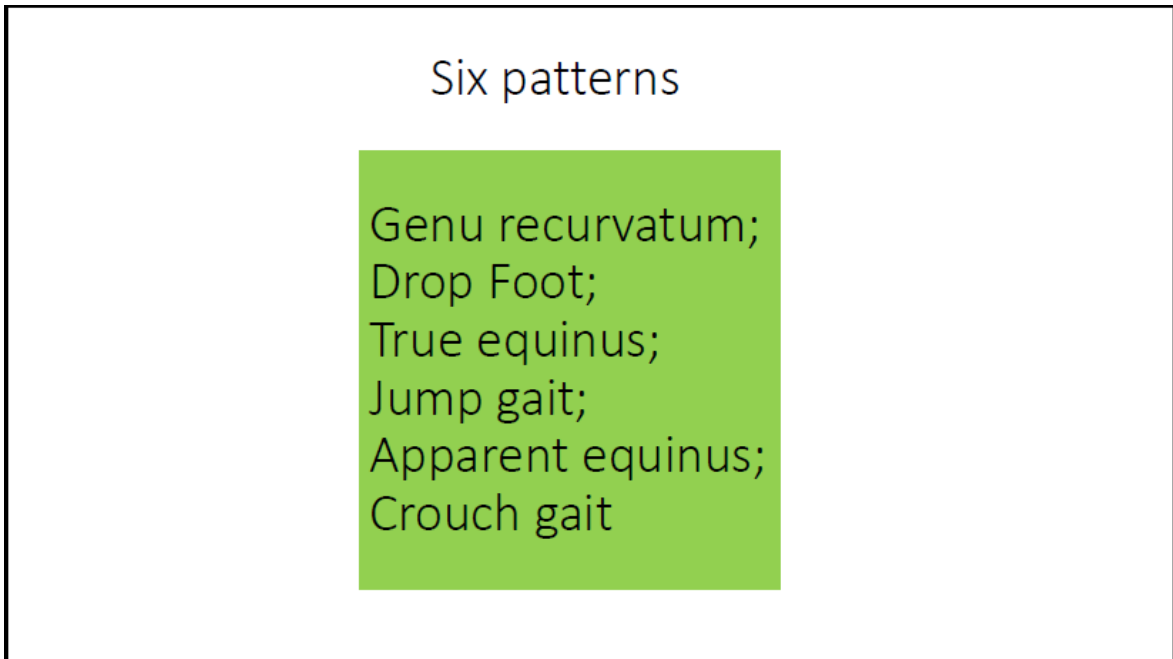 Six patterns
Genu recurvatum;
Drop Foot;
True equinus;
Jump gait;
Apparent equinus;
Crouch gait